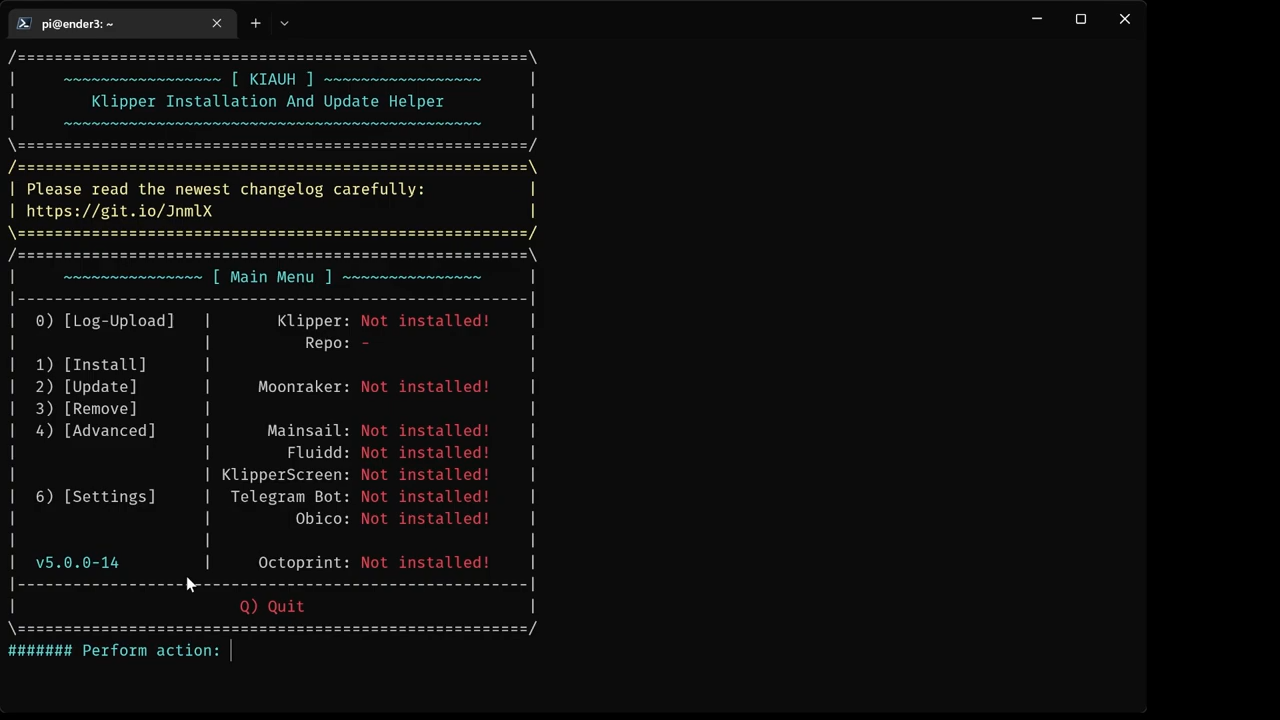 pi@ender3: ~
/=======================================================\
|     ~~~~~~~~~~~~~~~~~ [ KIAUH ] ~~~~~~~~~~~~~~~~~     |
|        Klipper Installation And Update Helper         |
|     ~~~~~~~~~~~~~~~~~~~~~~~~~~~~~~~~~~~~~~~~~~~~~     |
\=======================================================/
/=======================================================\
| Please read the newest changelog carefully:           |
| https://git.io/JnmlX                                  |
\=======================================================/
/=======================================================\
|     ~~~~~~~~~~~~~~~ [ Main Menu ] ~~~~~~~~~~~~~~~     |
|-------------------------------------------------------|
|  0) [Log-Upload]   |       Klipper: Not installed!    |
|                    |          Repo: -                 |
|  1) [Install]      |                                  |
|  2) [Update]       |     Moonraker: Not installed!    |
|  3) [Remove]       |                                  |
|  4) [Advanced]     |      Mainsail: Not installed!    |
|                    |        Fluidd: Not installed!    |
|                    | KlipperScreen: Not installed!    |
|  6) [Settings]     |  Telegram Bot: Not installed!    |
|                    |         Obico: Not installed!    |
|                    |                                  |
|  v5.0.0-14         |     Octoprint: Not installed!    |
|-------------------------------------------------------|
|                        Q) Quit                        |
\=======================================================/
####### Perform action: